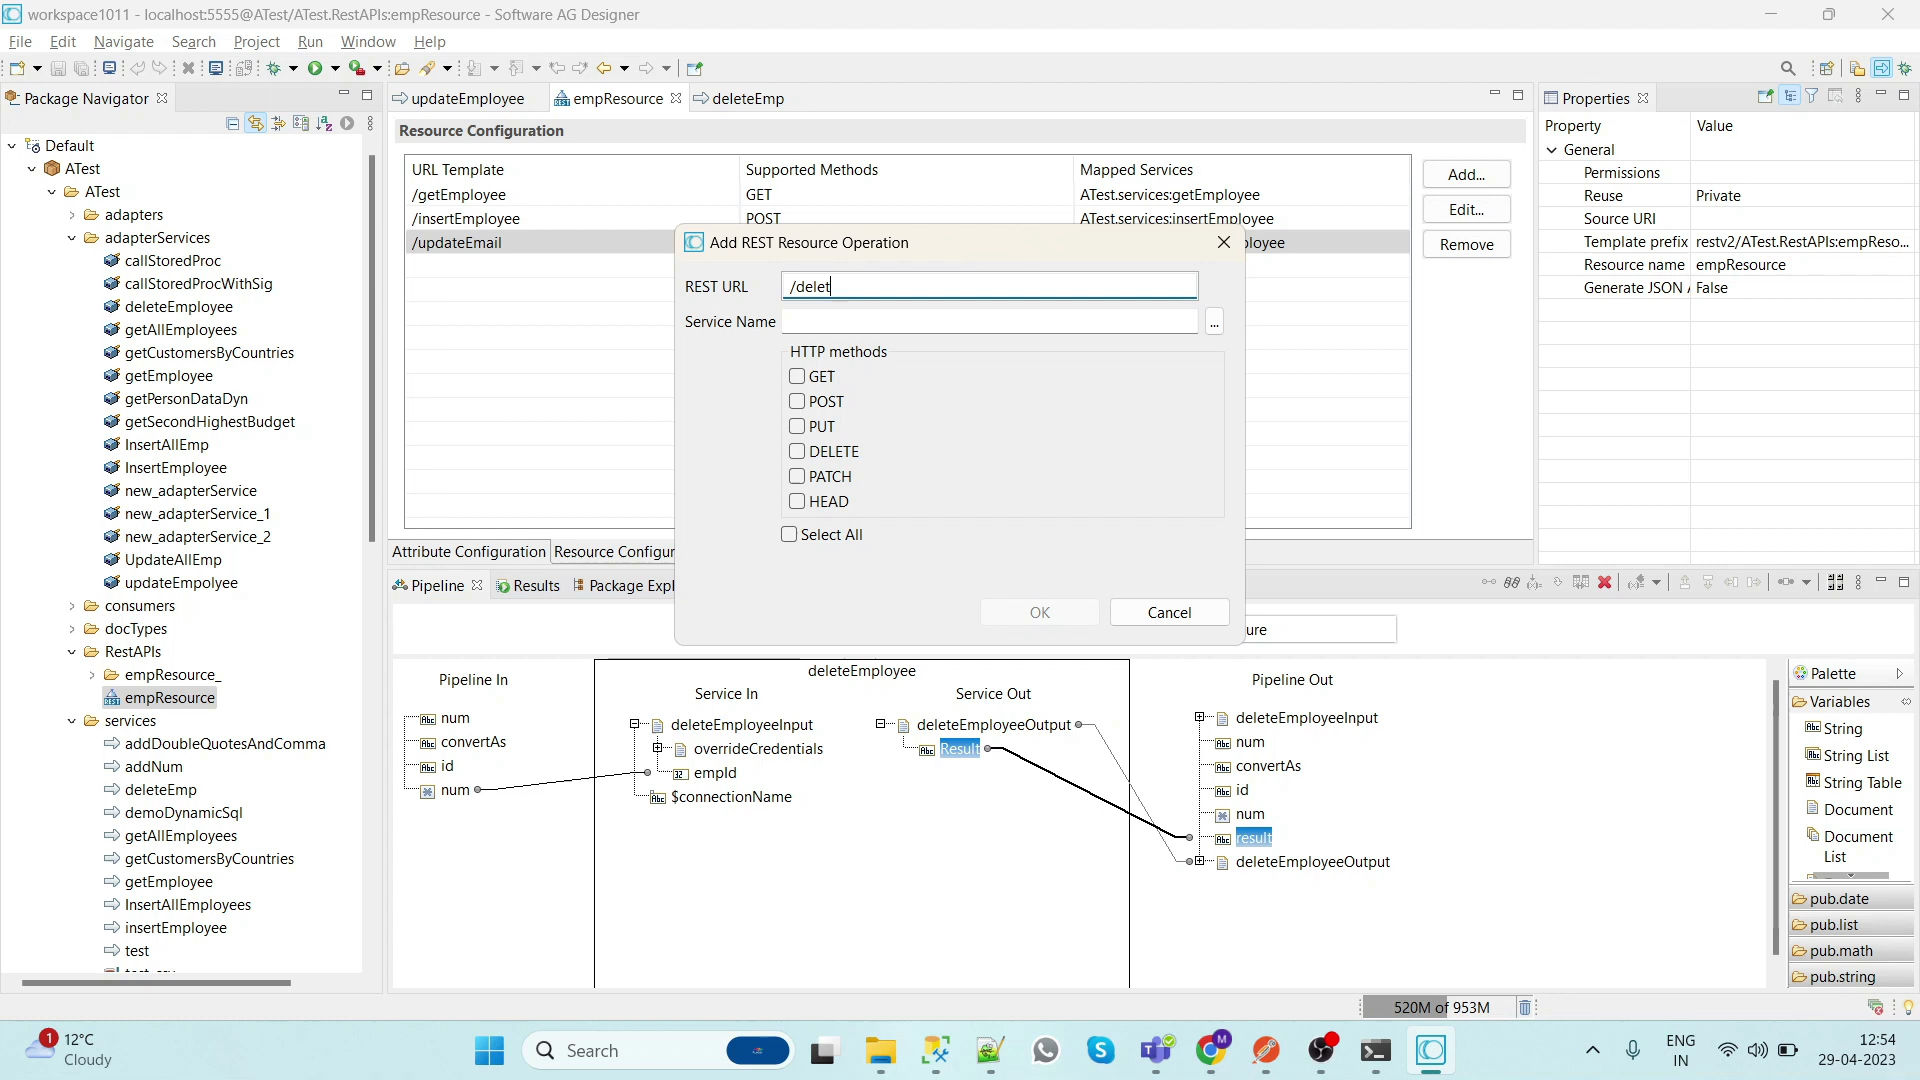 workspace1011 - localhost:5555@ATest/ATest.RestAPIs:empResource - Software AG Designer
File Edit Navigate Search Project Run Window Help
Package Navigator
Default
ATest
ATest
adapters
adapterServices
callStoredProc
callStoredProcWithSig
deleteEmployee
getAllEmployees
getCustomersByCountries
getEmployee
getPersonDataDyn
getSecondHighestBudget
InsertAllEmp
InsertEmployee
new_adapterService
new_adapterService_1
new_adapterService_2
UpdateAllEmp
updateEmpolyee
consumers
docTypes
RestAPIs
empResource_
empResource
services
addDoubleQuotesAndComma
addNum
deleteEmp
demoDynamicSql
getAllEmployees
getCustomersByCountries
getEmployee
InsertAllEmployees
insertEmployee
test
updateEmployee empResource deleteEmp
Resource Configuration
URL Template Supported Methods Mapped Services
/getEmployee GET ATest.services:getEmployee
/insertEmployee POST ATest.services:insertEmployee
/updateEmail loyee
Add...
Edit...
Remove
Attribute Configuration Resource Configur
Add REST Resource Operation
REST URL /delet
Service Name ...
HTTP methods
GET
POST
PUT
DELETE
PATCH
HEAD
Select All
OK Cancel
Properties
Property Value
General
Permissions
Reuse Private
Source URI
Template prefix restv2/ATest.RestAPIs:empReso...
Resource name empResource
Generate JSON False
Pipeline Results Package Expl
ure
Pipeline In
num
convertAs
id
num
deleteEmployee
Service In
deleteEmployeeInput
overrideCredentials
empId
$connectionName
Service Out
deleteEmployeeOutput
Result
Pipeline Out
deleteEmployeeInput
num
convertAs
id
num
result
deleteEmployeeOutput
Palette
Variables
String
String List
String Table
Document
Document
List
pub.date
pub.list
pub.math
pub.string
520M of 953M
1
12°C
Cloudy
Search
ENG
IN
12:54
29-04-2023